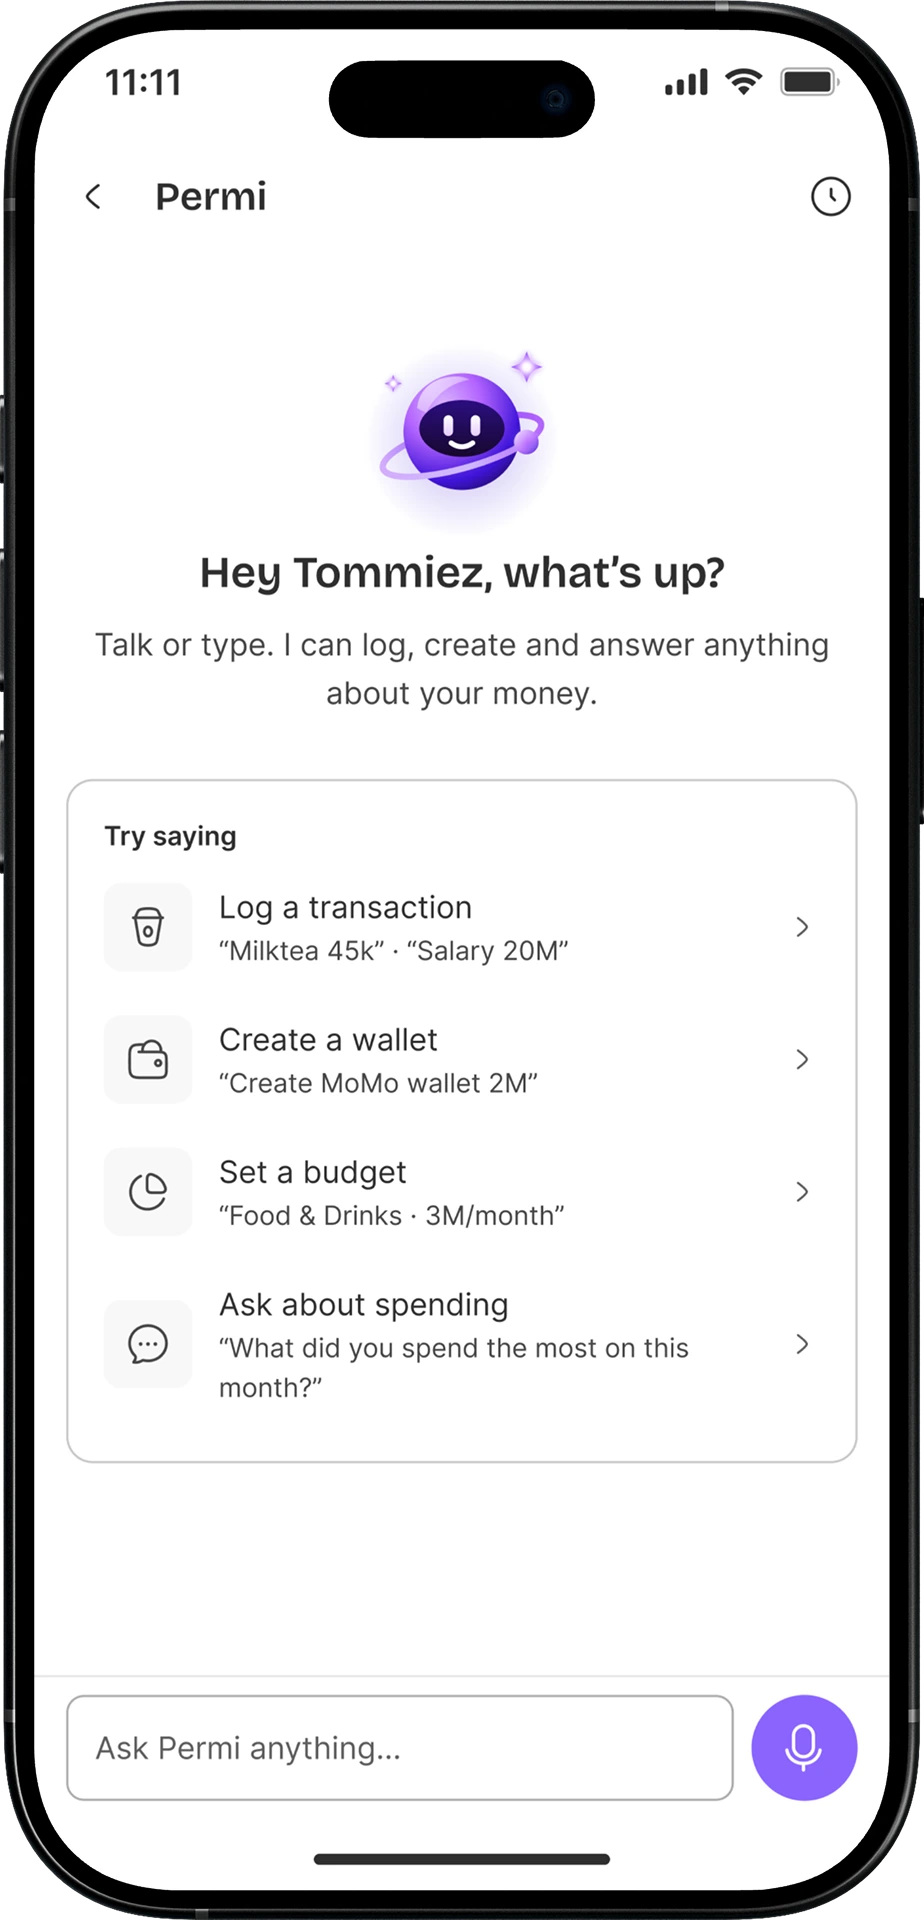 11:11
Permi
Hey Tommiez, what’s up?
Talk or type. I can log, create and answer anything
about your money.
Try saying
Log a transaction
“Milktea 45k” · “Salary 20M”
Create a wallet
“Create MoMo wallet 2M”
Set a budget
“Food & Drinks · 3M/month”
Ask about spending
“What did you spend the most on this
month?”
Ask Permi anything...